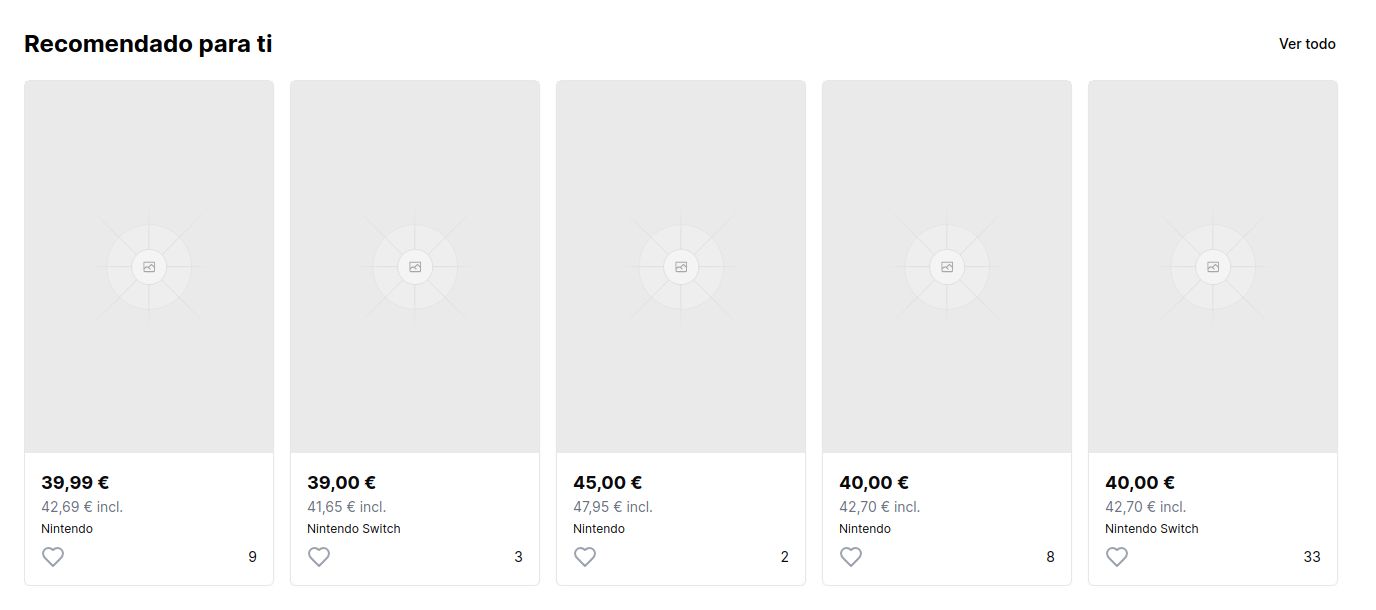 Recomendado para ti
Ver todo
39,99 €
42,69 € incl.
Nintendo
9
39,00 €
41,65 € incl.
Nintendo Switch
3
45,00 €
47,95 € incl.
Nintendo
2
40,00 €
42,70 € incl.
Nintendo
8
40,00 €
42,70 € incl.
Nintendo Switch
33